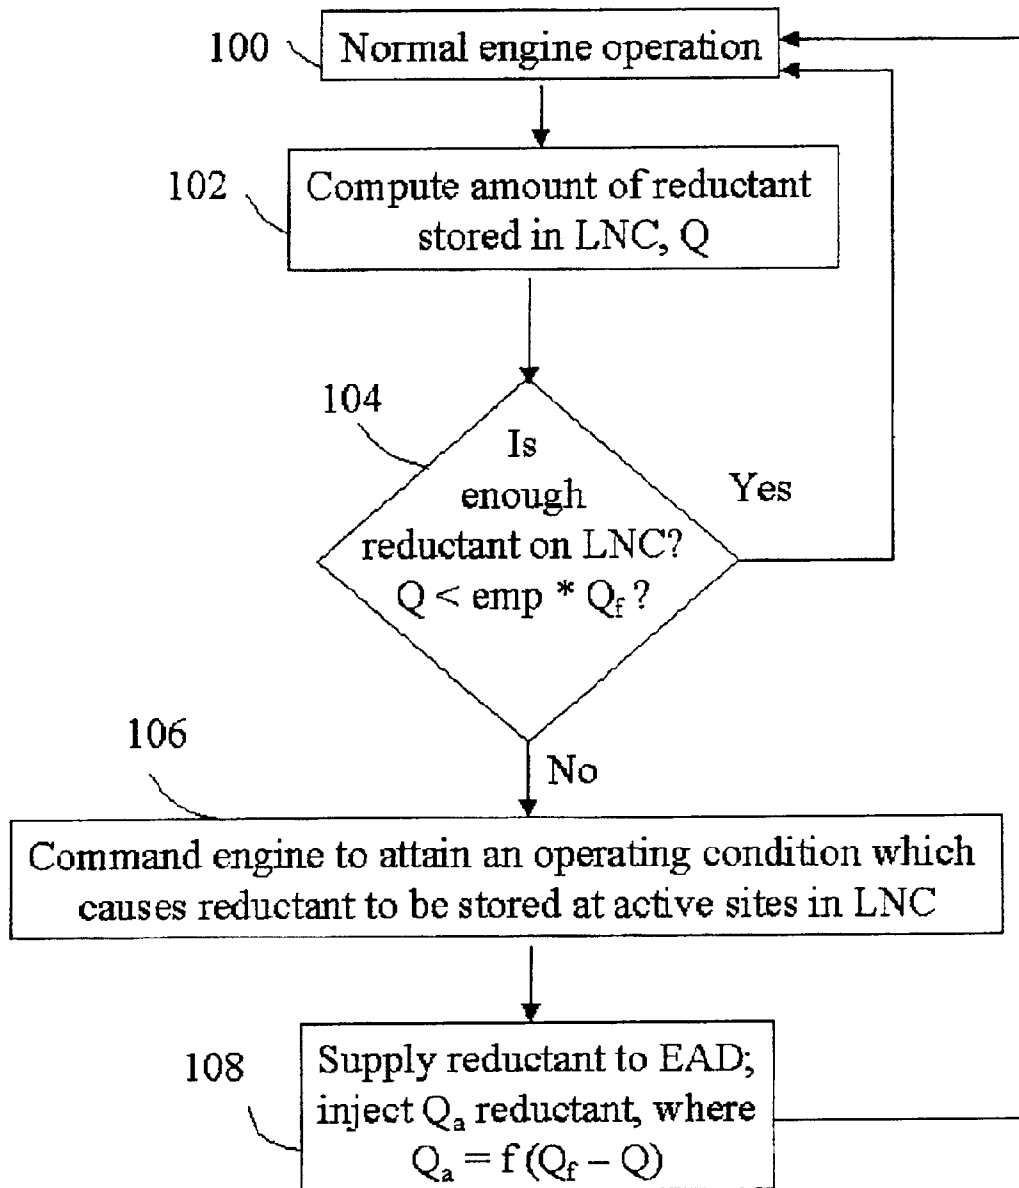 100
Normal engine operation
102
Compute amount of reductant
stored in LNC, Q
104
Is
enough
reductant on LNC?
Q < emp * Q_f ?
Yes
No
106
Command engine to attain an operating condition which
causes reductant to be stored at active sites in LNC
108
Supply reductant to EAD;
inject Q_a reductant, where
Q_a = f (Q_f – Q)